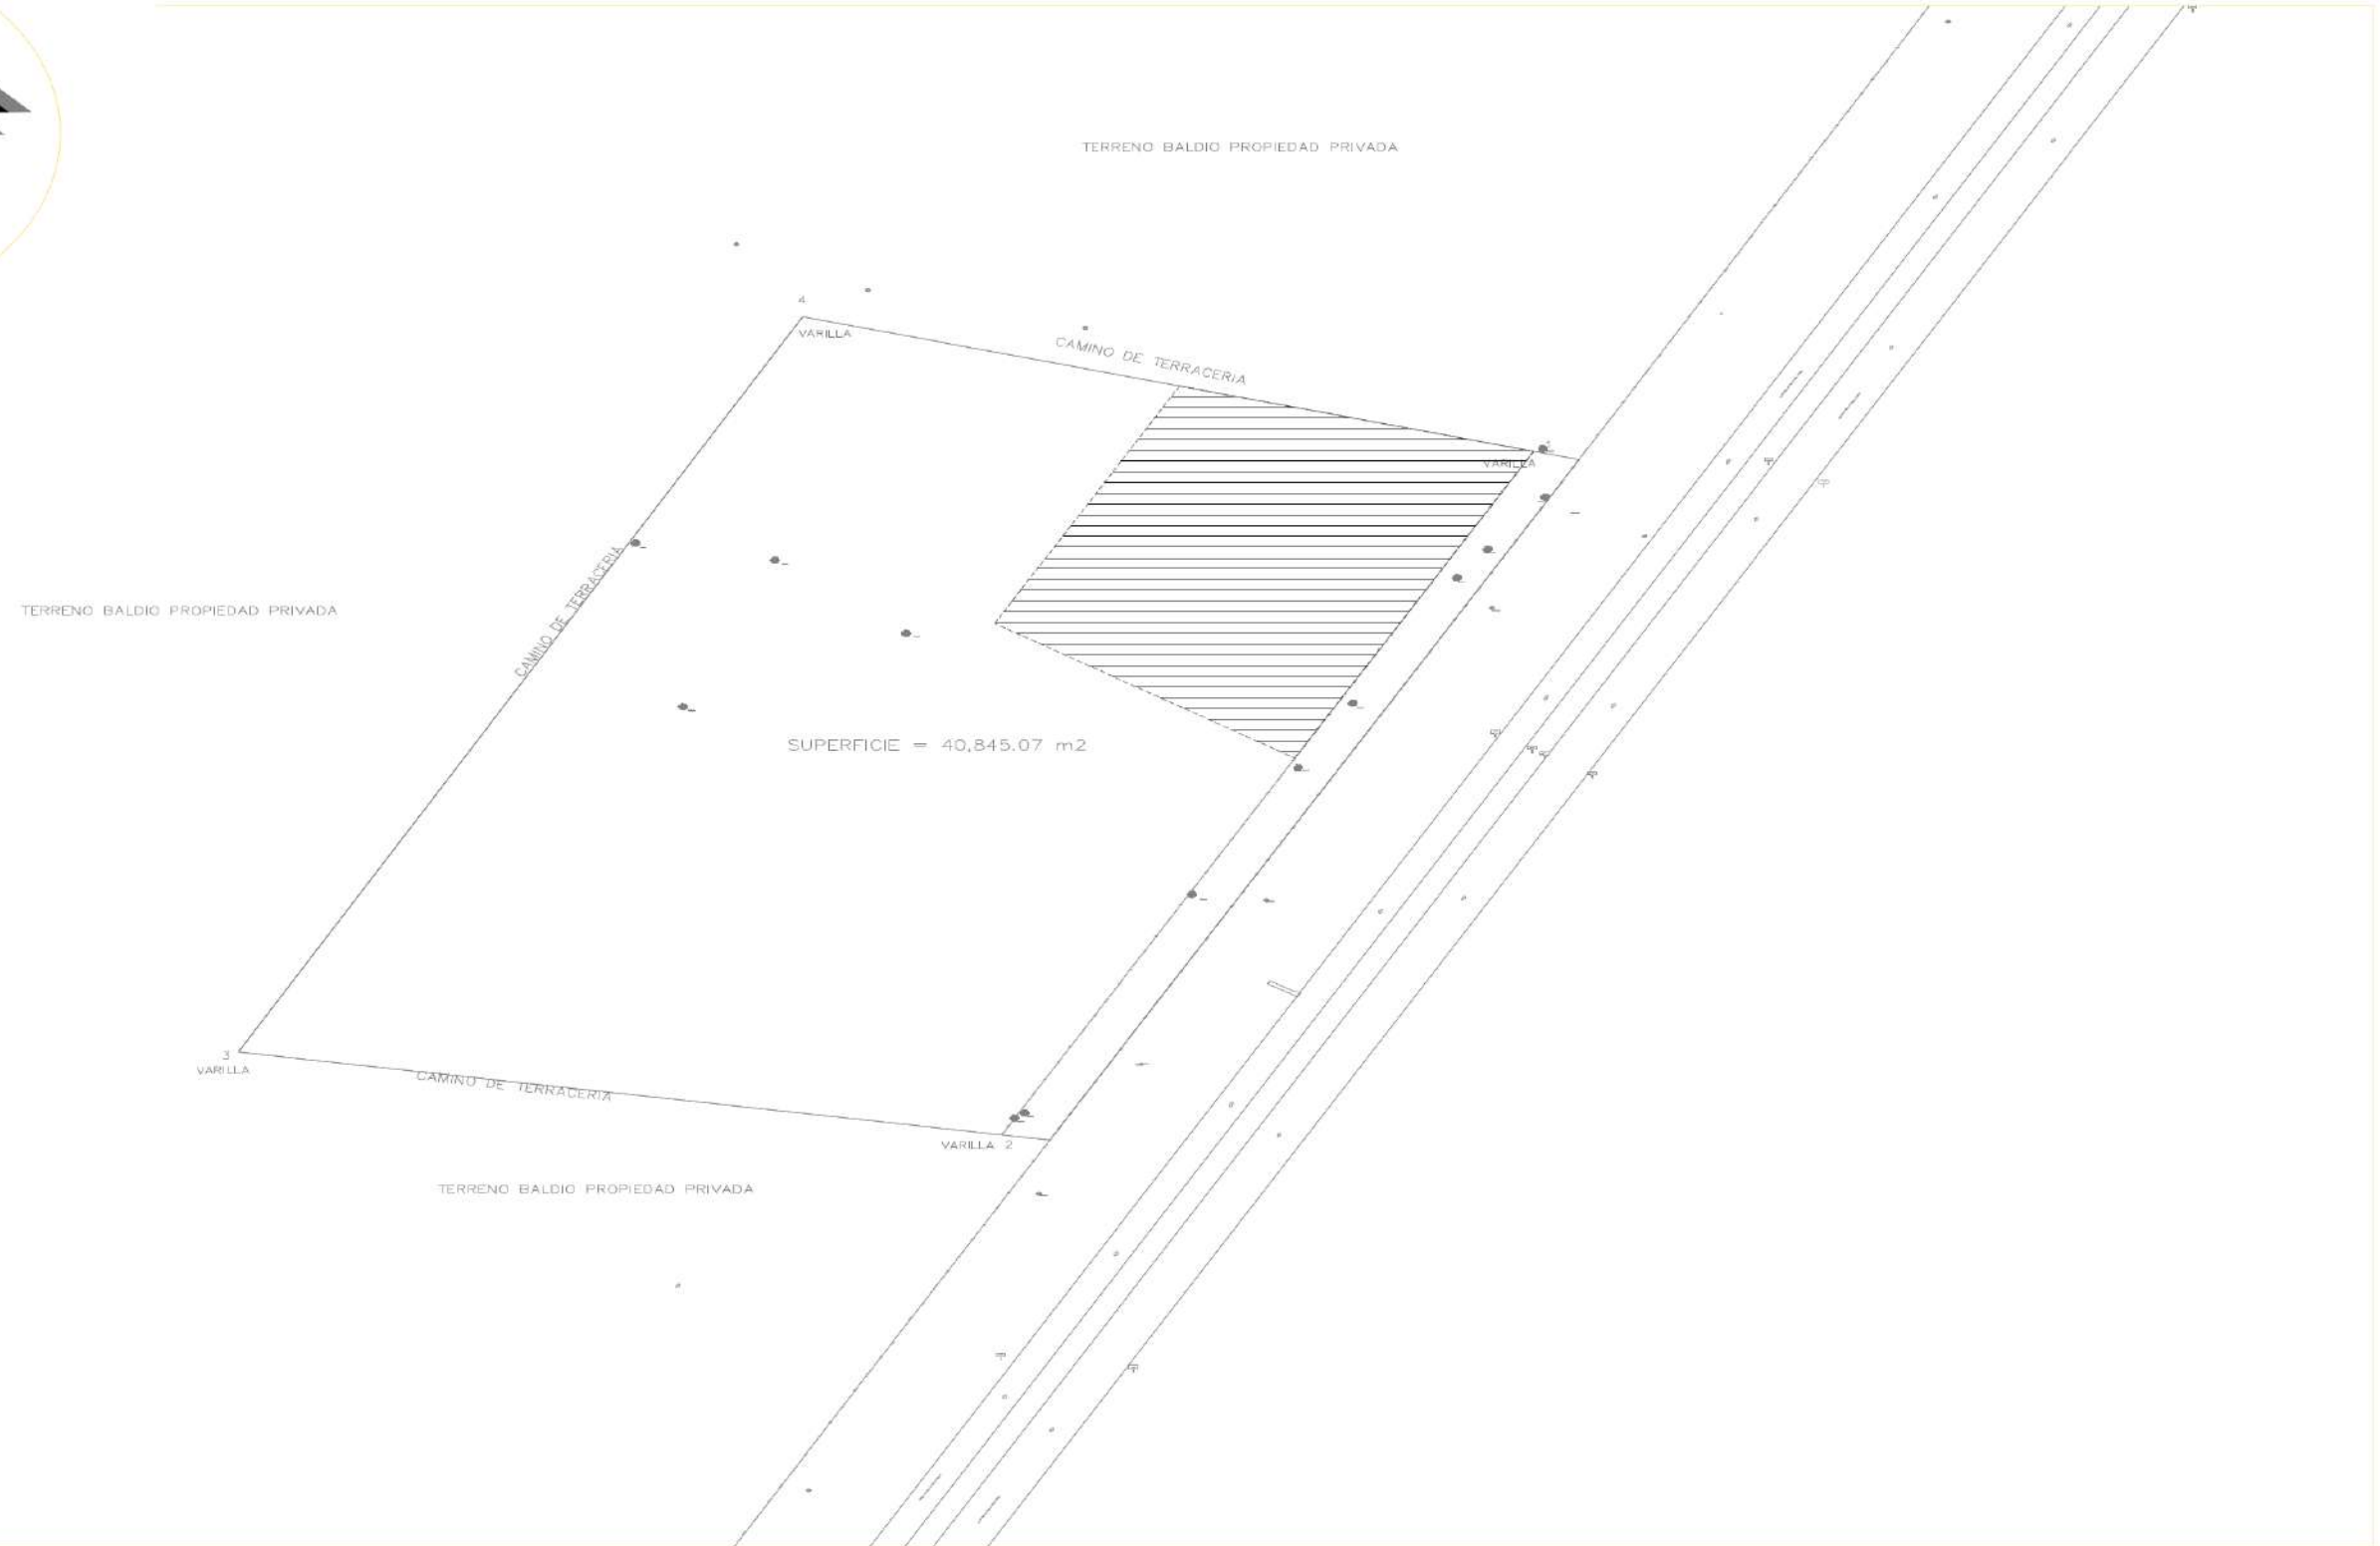 TERRENO BALDIO PROPIEDAD PRIVADA
4
VARILLA
CAMINO DE TERRACERIA
VARILLA
CAMINO DE TERRACERIA
TERRENO BALDIO PROPIEDAD PRIVADA
SUPERFICIE = 40,845.07 m2
3
VARILLA
CAMINO DE TERRACERIA
VARILLA 2
TERRENO BALDIO PROPIEDAD PRIVADA